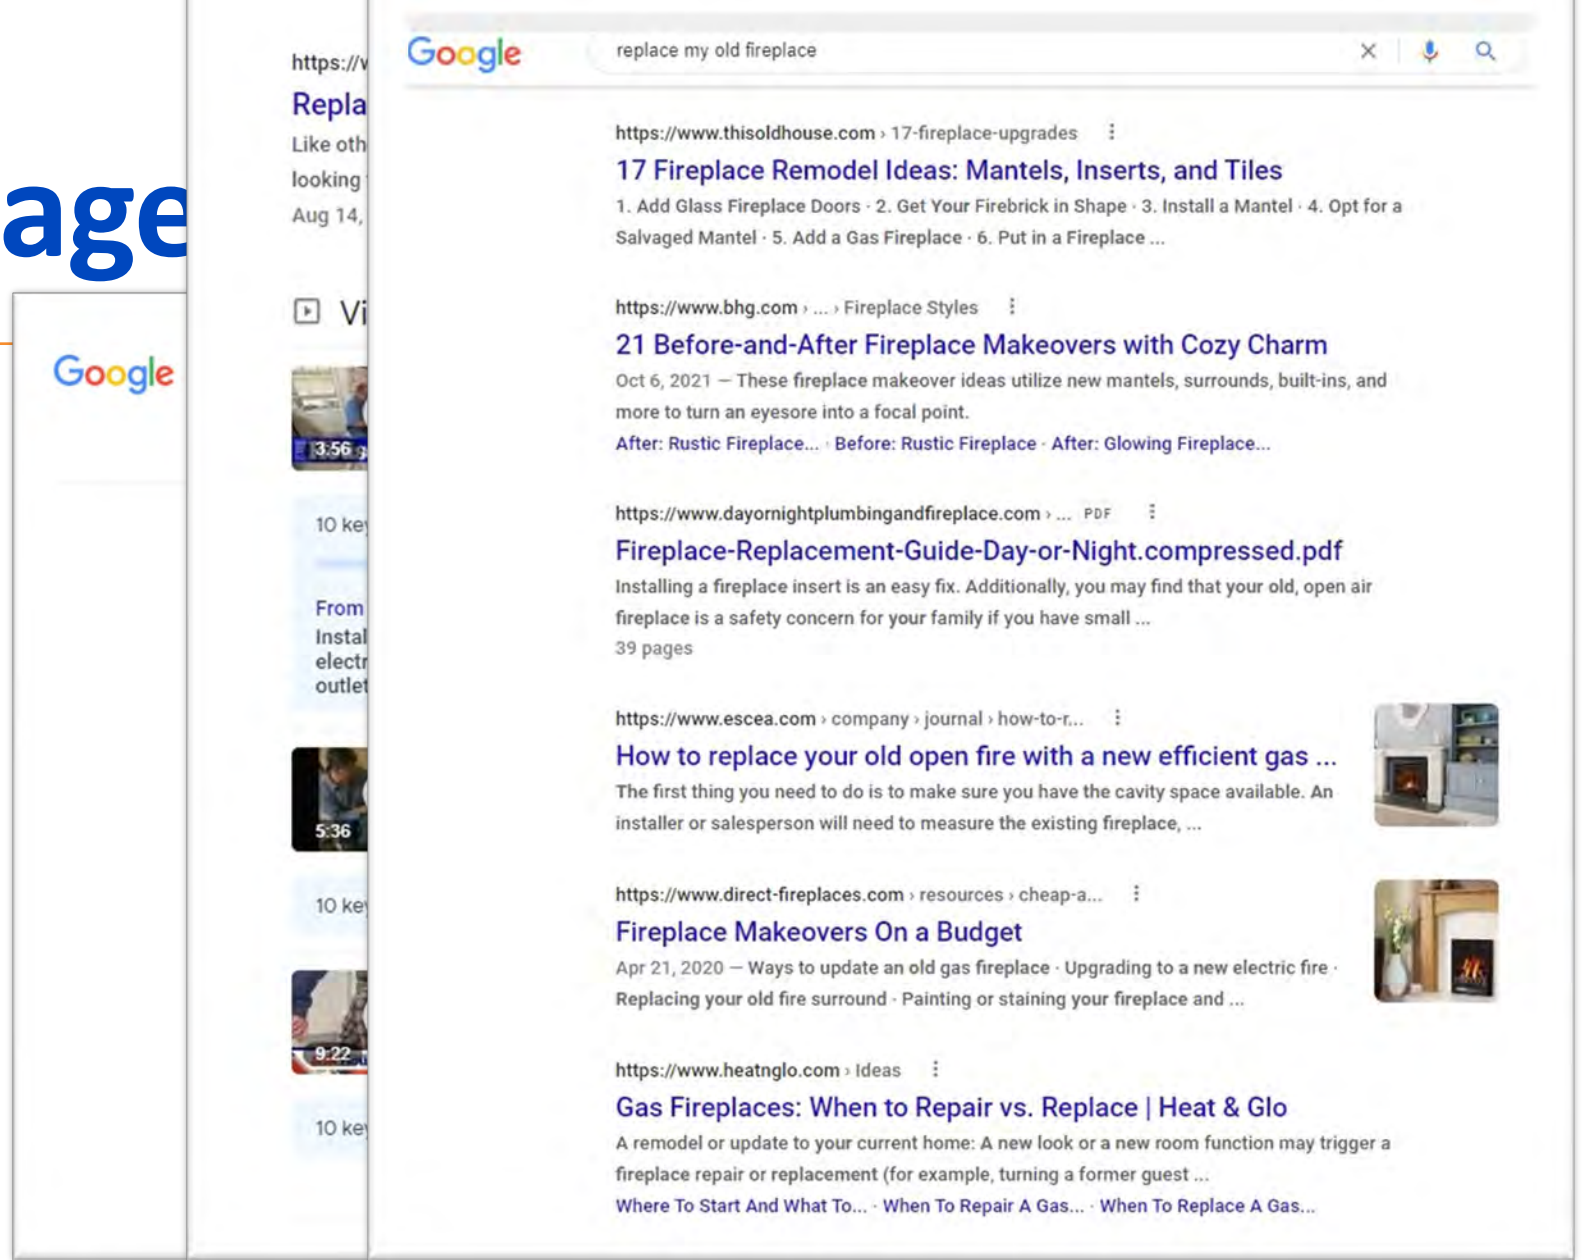 age
Google
https://w
Repla
Like oth
looking
Aug 14,
Vi
3:56
10 key
From
Instal
electr
outlet
5:36
10 key
9:22
10 key
Google
replace my old fireplace
https://www.thisoldhouse.com › 17-fireplace-upgrades
17 Fireplace Remodel Ideas: Mantels, Inserts, and Tiles
1. Add Glass Fireplace Doors · 2. Get Your Firebrick in Shape · 3. Install a Mantel · 4. Opt for a
Salvaged Mantel · 5. Add a Gas Fireplace · 6. Put in a Fireplace ...
https://www.bhg.com › ... › Fireplace Styles
21 Before-and-After Fireplace Makeovers with Cozy Charm
Oct 6, 2021 — These fireplace makeover ideas utilize new mantels, surrounds, built-ins, and
more to turn an eyesore into a focal point.
After: Rustic Fireplace... · Before: Rustic Fireplace · After: Glowing Fireplace...
https://www.dayornightplumbingandfireplace.com › ... PDF
Fireplace-Replacement-Guide-Day-or-Night.compressed.pdf
Installing a fireplace insert is an easy fix. Additionally, you may find that your old, open air
fireplace is a safety concern for your family if you have small ...
39 pages
https://www.escea.com › company › journal › how-to-r...
How to replace your old open fire with a new efficient gas ...
The first thing you need to do is to make sure you have the cavity space available. An
installer or salesperson will need to measure the existing fireplace, ...
https://www.direct-fireplaces.com › resources › cheap-a...
Fireplace Makeovers On a Budget
Apr 21, 2020 — Ways to update an old gas fireplace · Upgrading to a new electric fire ·
Replacing your old fire surround · Painting or staining your fireplace and ...
https://www.heatnglo.com › Ideas
Gas Fireplaces: When to Repair vs. Replace | Heat & Glo
A remodel or update to your current home: A new look or a new room function may trigger a
fireplace repair or replacement (for example, turning a former guest ...
Where To Start And What To... · When To Repair A Gas... · When To Replace A Gas...